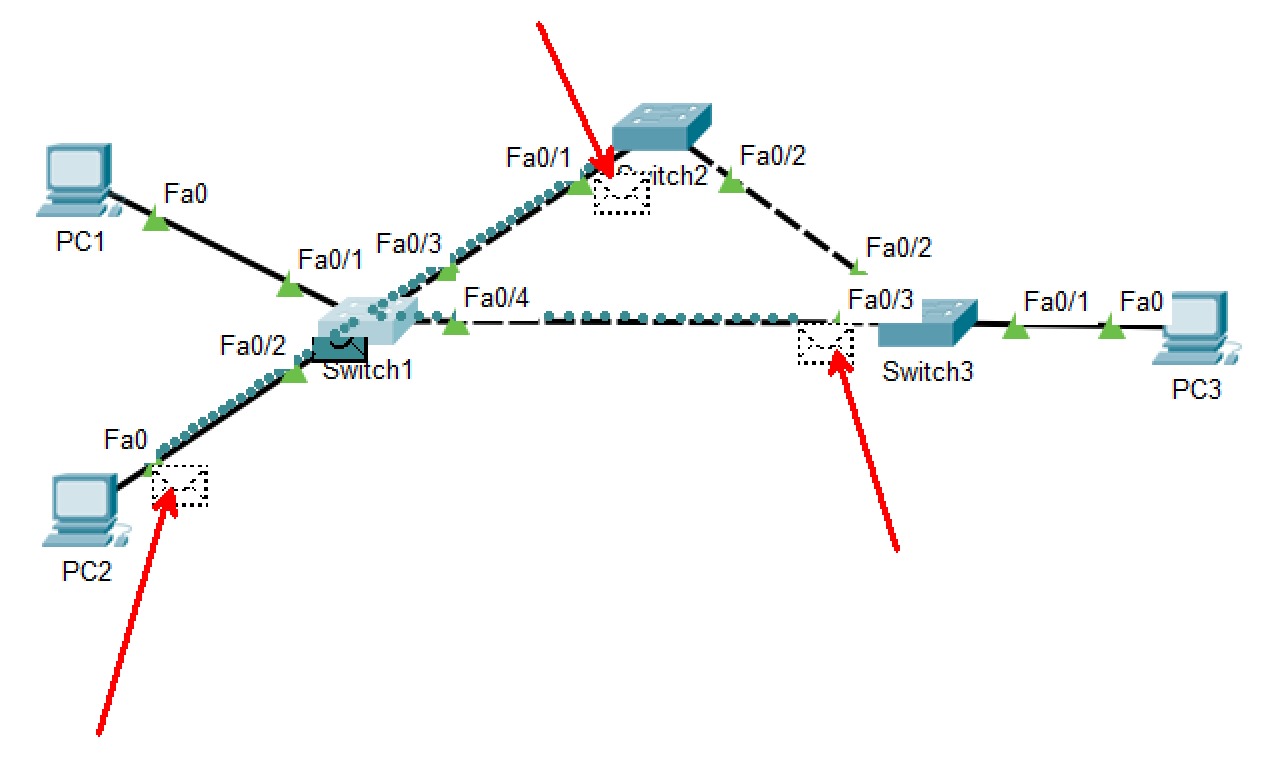 Fa0/1
Fa0/2
Switch2
Fa0
PC1
Fa0/1
Fa0/3
Fa0/2
Fa0/4
Fa0/3
Fa0/1
Fa0
Fa0/2
Switch1
Switch3
PC3
Fa0
PC2